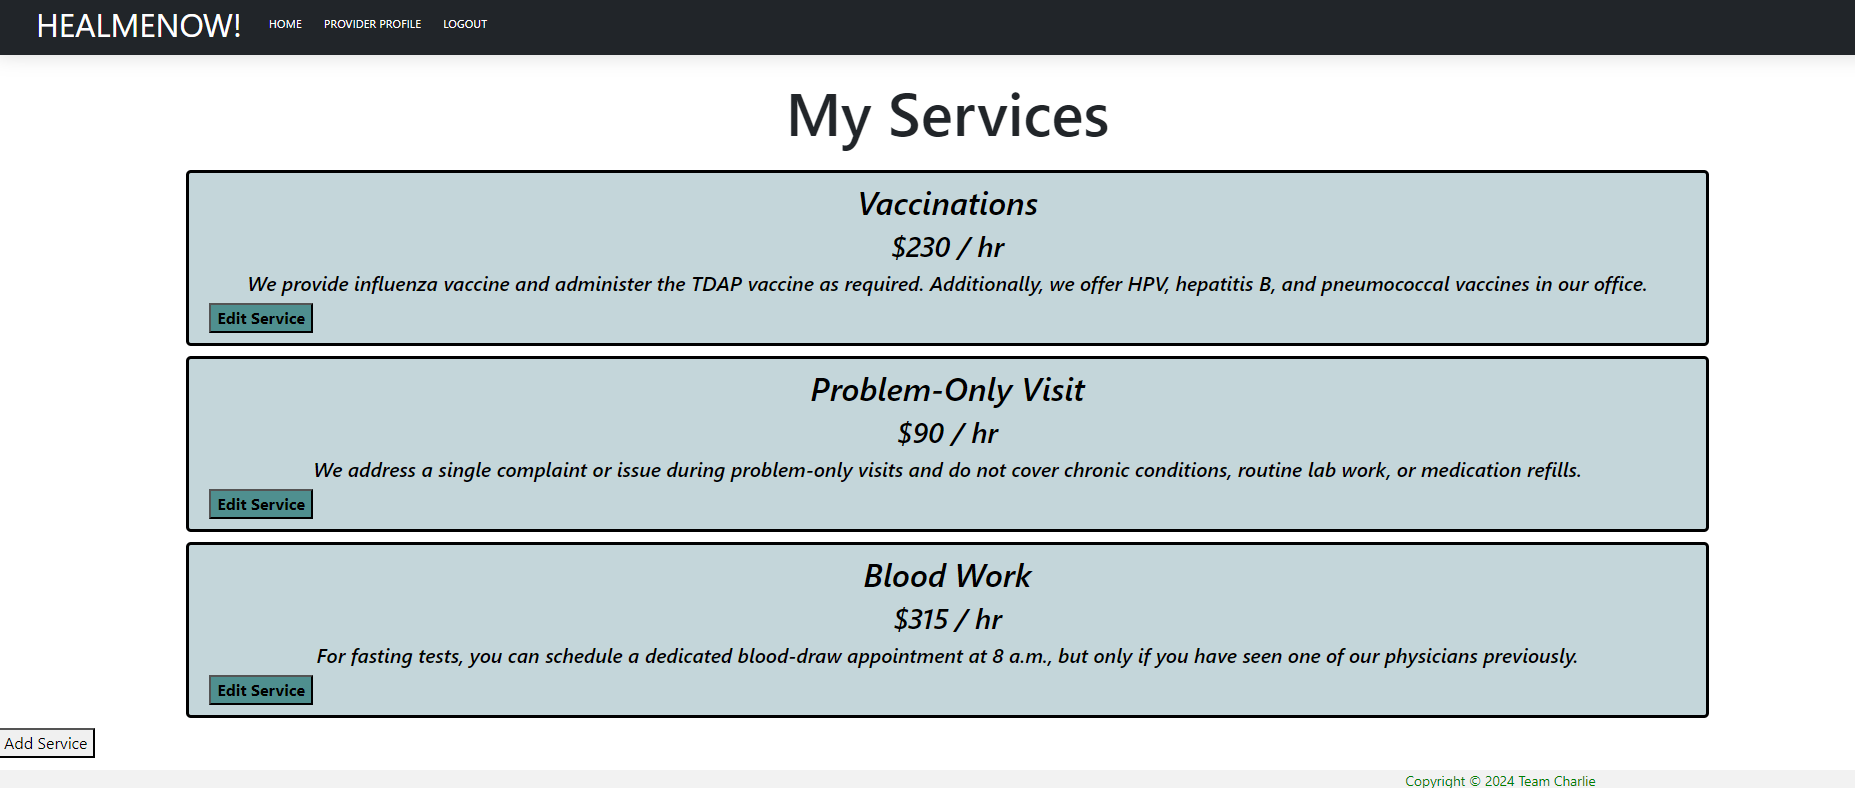 HEALMENOW! HOME PROVIDER PROFILE LOGOUT
My Services
Vaccinations
$230 / hr
We provide influenza vaccine and administer the TDAP vaccine as required. Additionally, we offer HPV, hepatitis B, and pneumococcal vaccines in our office.
Edit Service
Problem-Only Visit
$90 / hr
We address a single complaint or issue during problem-only visits and do not cover chronic conditions, routine lab work, or medication refills.
Edit Service
Blood Work
$315 / hr
For fasting tests, you can schedule a dedicated blood-draw appointment at 8 a.m., but only if you have seen one of our physicians previously.
Edit Service
Add Service
Copyright © 2024 Team Charlie